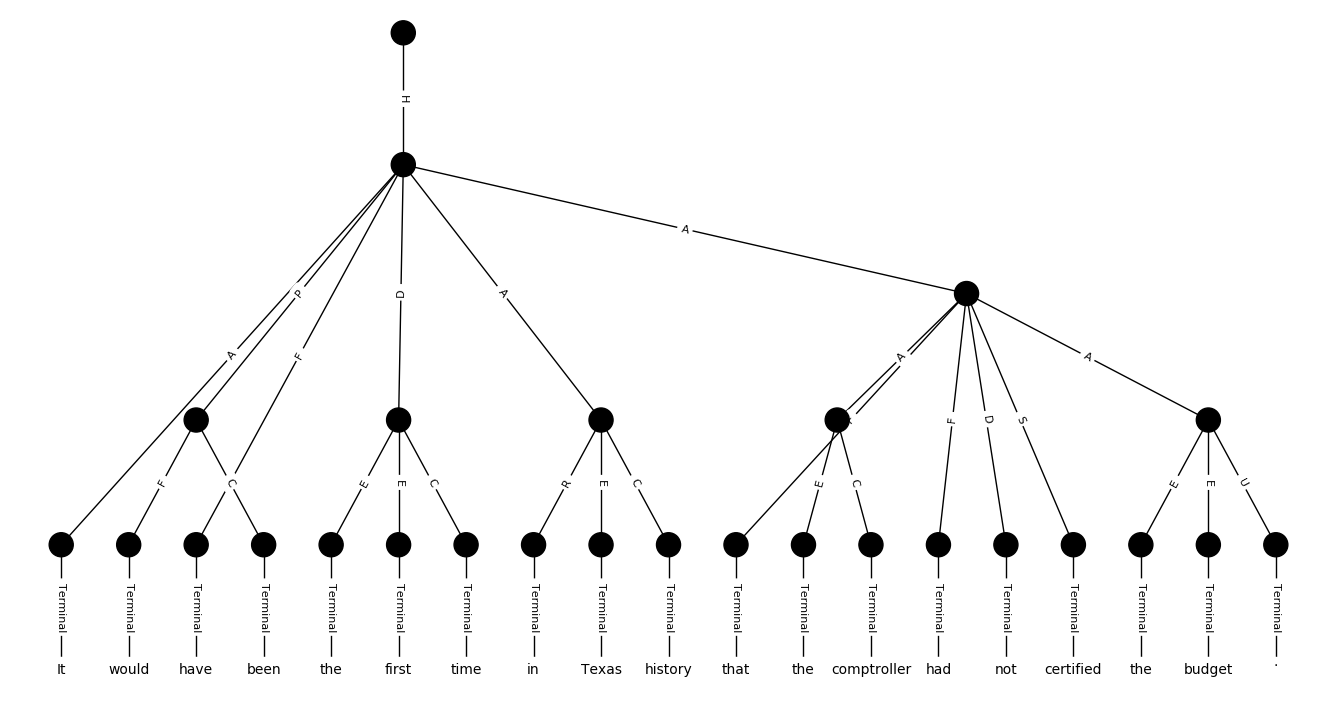 H
A P F D A A
A F D S A
F C E E C R E C E C E E U
Terminal Terminal Terminal Terminal Terminal Terminal Terminal Terminal Terminal Terminal Terminal Terminal Terminal Terminal Terminal Terminal Terminal Terminal Terminal
It would have been the first time in Texas history that the comptroller had not certified the budget .